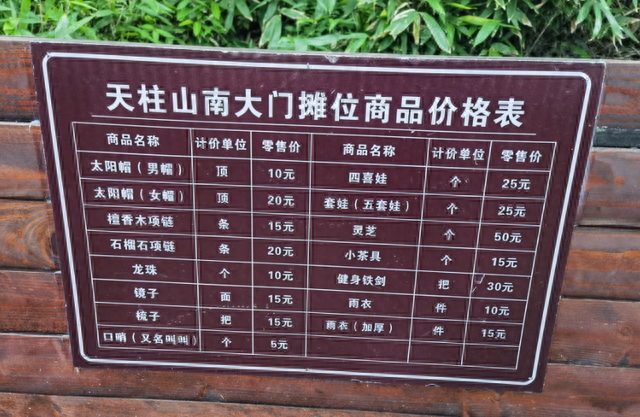 天柱山南大门摊位商品价格表
商品名称 计价单位 零售价 商品名称 计价单位 零售价
太阳帽（男帽） 顶 10元 四喜娃 个 25元
太阳帽（女帽） 顶 20元 套娃（五套娃） 个 25元
檀香木项链 条 15元 灵芝 个 50元
石榴石项链 条 20元 小茶具 个 15元
龙珠 个 10元 健身铁剑 把 30元
镜子 面 15元 雨衣 件 10元
梳子 把 15元 雨衣（加厚） 件 15元
口哨（又名叫叫） 个 5元